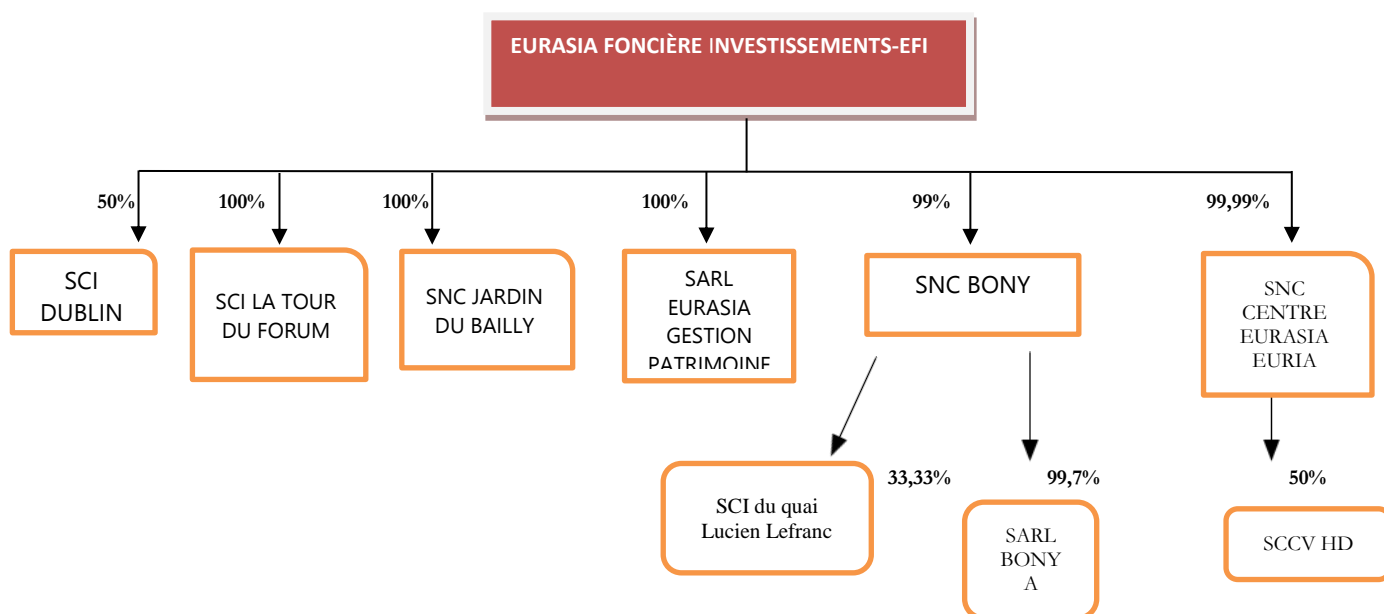 EURASIA FONCIÈRE INVESTISSEMENTS-EFI
50%
100%
100%
100%
99%
99,99%
SCI
DUBLIN
SCI LA TOUR
DU FORUM
SNC JARDIN
DU BAILLY
SARL
EURASIA
GESTION
PATRIMOINE
SNC BONY
SNC
CENTRE
EURASIA
EURIA
33,33%
99,7%
50%
SCI du quai
Lucien Lefranc
SARL
BONY
A
SCCV HD